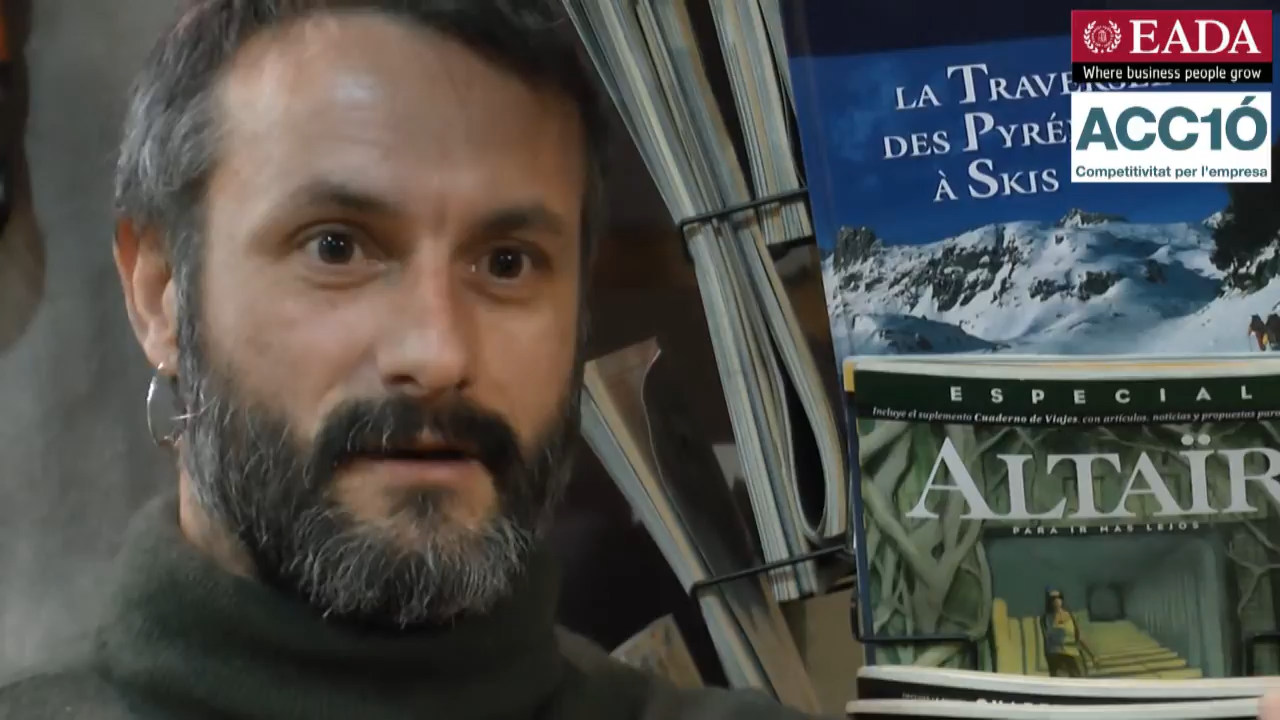 EADA
Where business people grow
ACC1Ó
Competitivitat per l'empresa
LA TRAVERSÉE
DES PYRÉ
À SKIS
ESPECIAL
Incluye el suplemento Cuaderno de Viajes, con artículos, noticias y propuestas para
ALTAÏR
PARA IR MÁS LEJOS